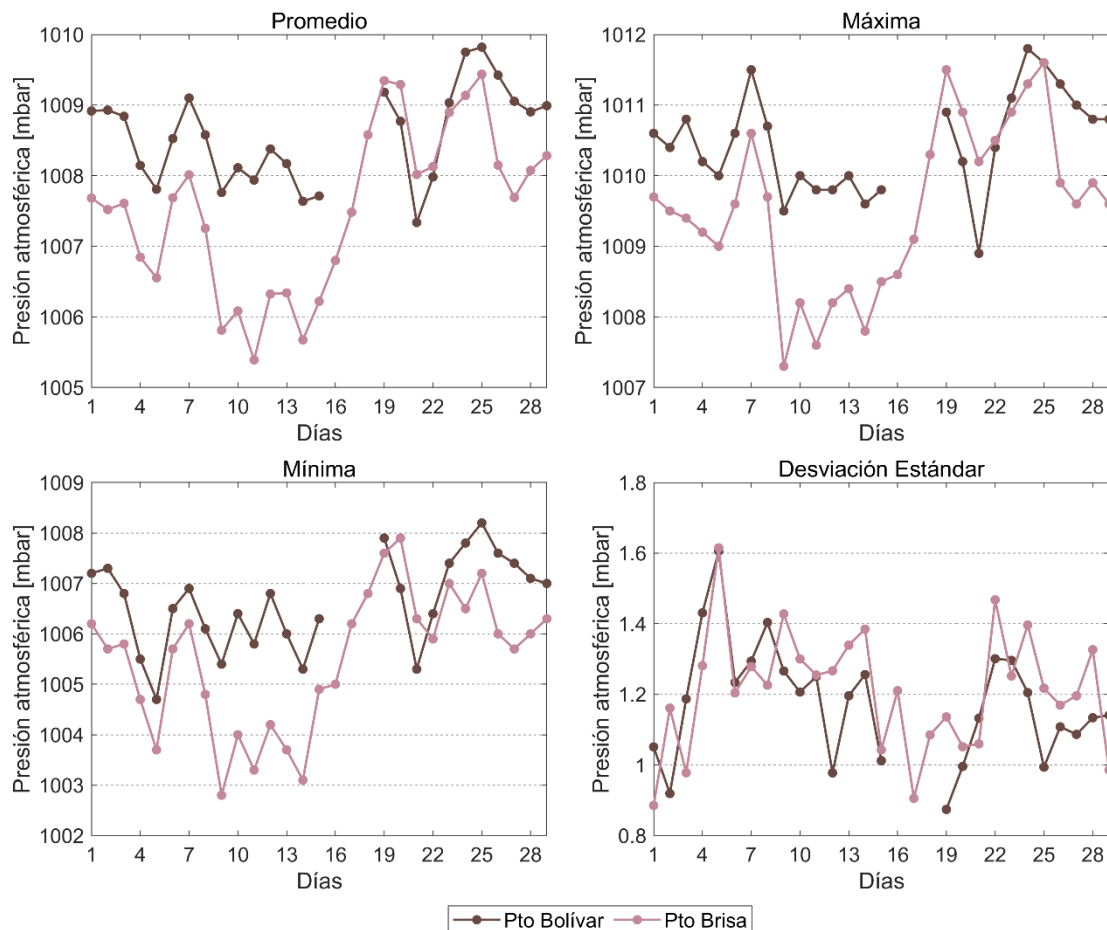 Promedio
Presión atmosférica [mbar]
1010
1009
1008
1007
1006
1005
1 4 7 10 13 16 19 22 25 28
Días
Máxima
Presión atmosférica [mbar]
1012
1011
1010
1009
1008
1007
1 4 7 10 13 16 19 22 25 28
Días
Mínima
Presión atmosférica [mbar]
1009
1008
1007
1006
1005
1004
1003
1002
1 4 7 10 13 16 19 22 25 28
Días
Desviación Estándar
Presión atmosférica [mbar]
1.8
1.6
1.4
1.2
1
0.8
1 4 7 10 13 16 19 22 25 28
Días
Pto Bolívar Pto Brisa